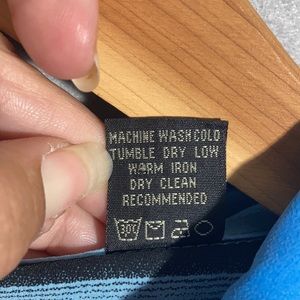 MACHINE WASH COLD
TUMBLE DRY LOW
WARM IRON
DRY CLEAN
RECOMMENDED
30°